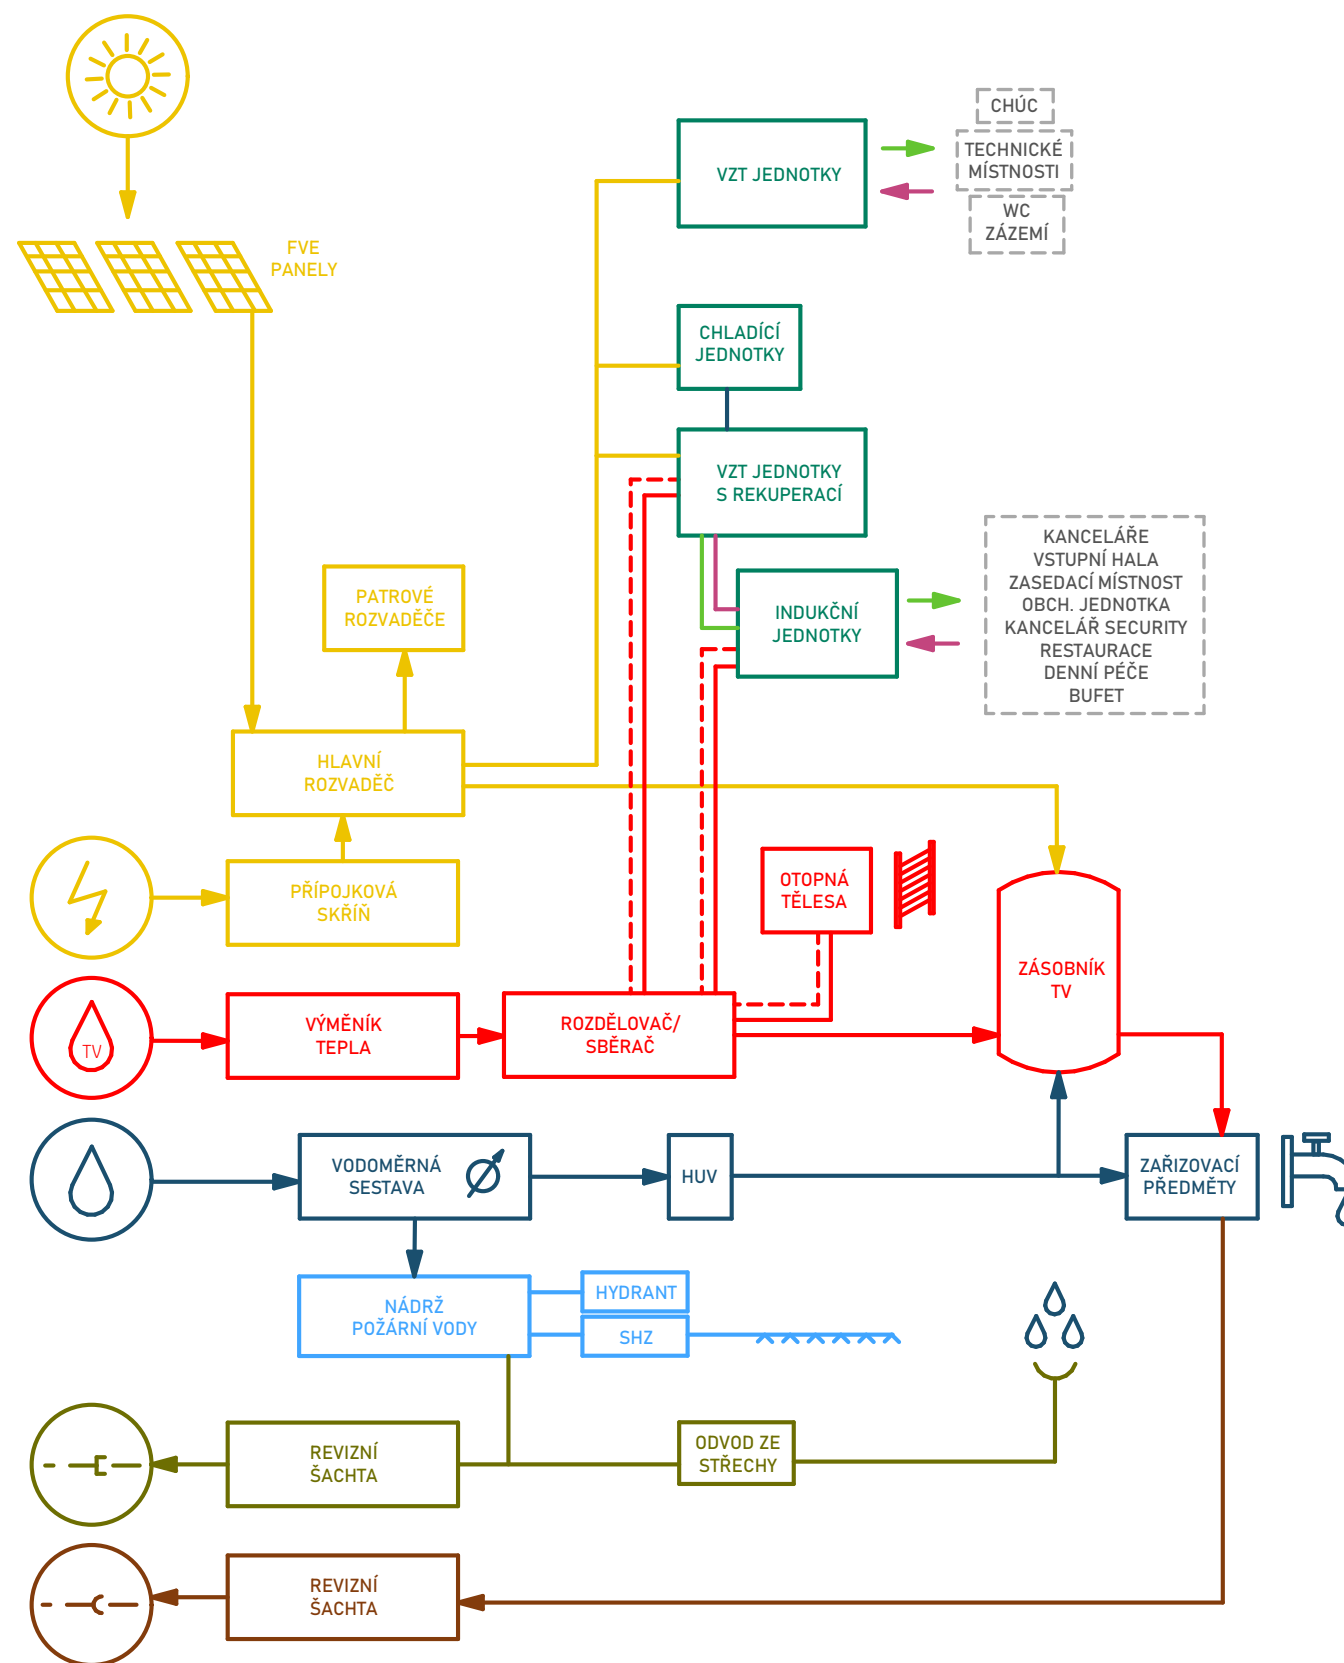 CHÚC
TECHNICKÉ
MÍSTNOSTI
WC
ZÁZEMÍ
VZT JEDNOTKY
FVE
PANELY
CHLADÍCÍ
JEDNOTKY
VZT JEDNOTKY
S REKUPERACÍ
KANCELÁŘE
VSTUPNÍ HALA
ZASEDACÍ MÍSTNOST
OBCH. JEDNOTKA
KANCELÁŘ SECURITY
RESTAURACE
DENNÍ PÉČE
BUFET
INDUKČNÍ
JEDNOTKY
PATROVÉ
ROZVADĚČE
HLAVNÍ
ROZVADĚČ
PŘÍPOJKOVÁ
SKŘÍŇ
OTOPNÁ
TĚLESA
ZÁSOBNÍK
TV
TV
VÝMĚNÍK
TEPLA
ROZDĚLOVAČ/
SBĚRAČ
VODOMĚRNÁ
SESTAVA
HUV
ZAŘIZOVACÍ
PŘEDMĚTY
NÁDRŽ
POŽÁRNÍ VODY
HYDRANT
SHZ
REVIZNÍ
ŠACHTA
ODVOD ZE
STŘECHY
REVIZNÍ
ŠACHTA